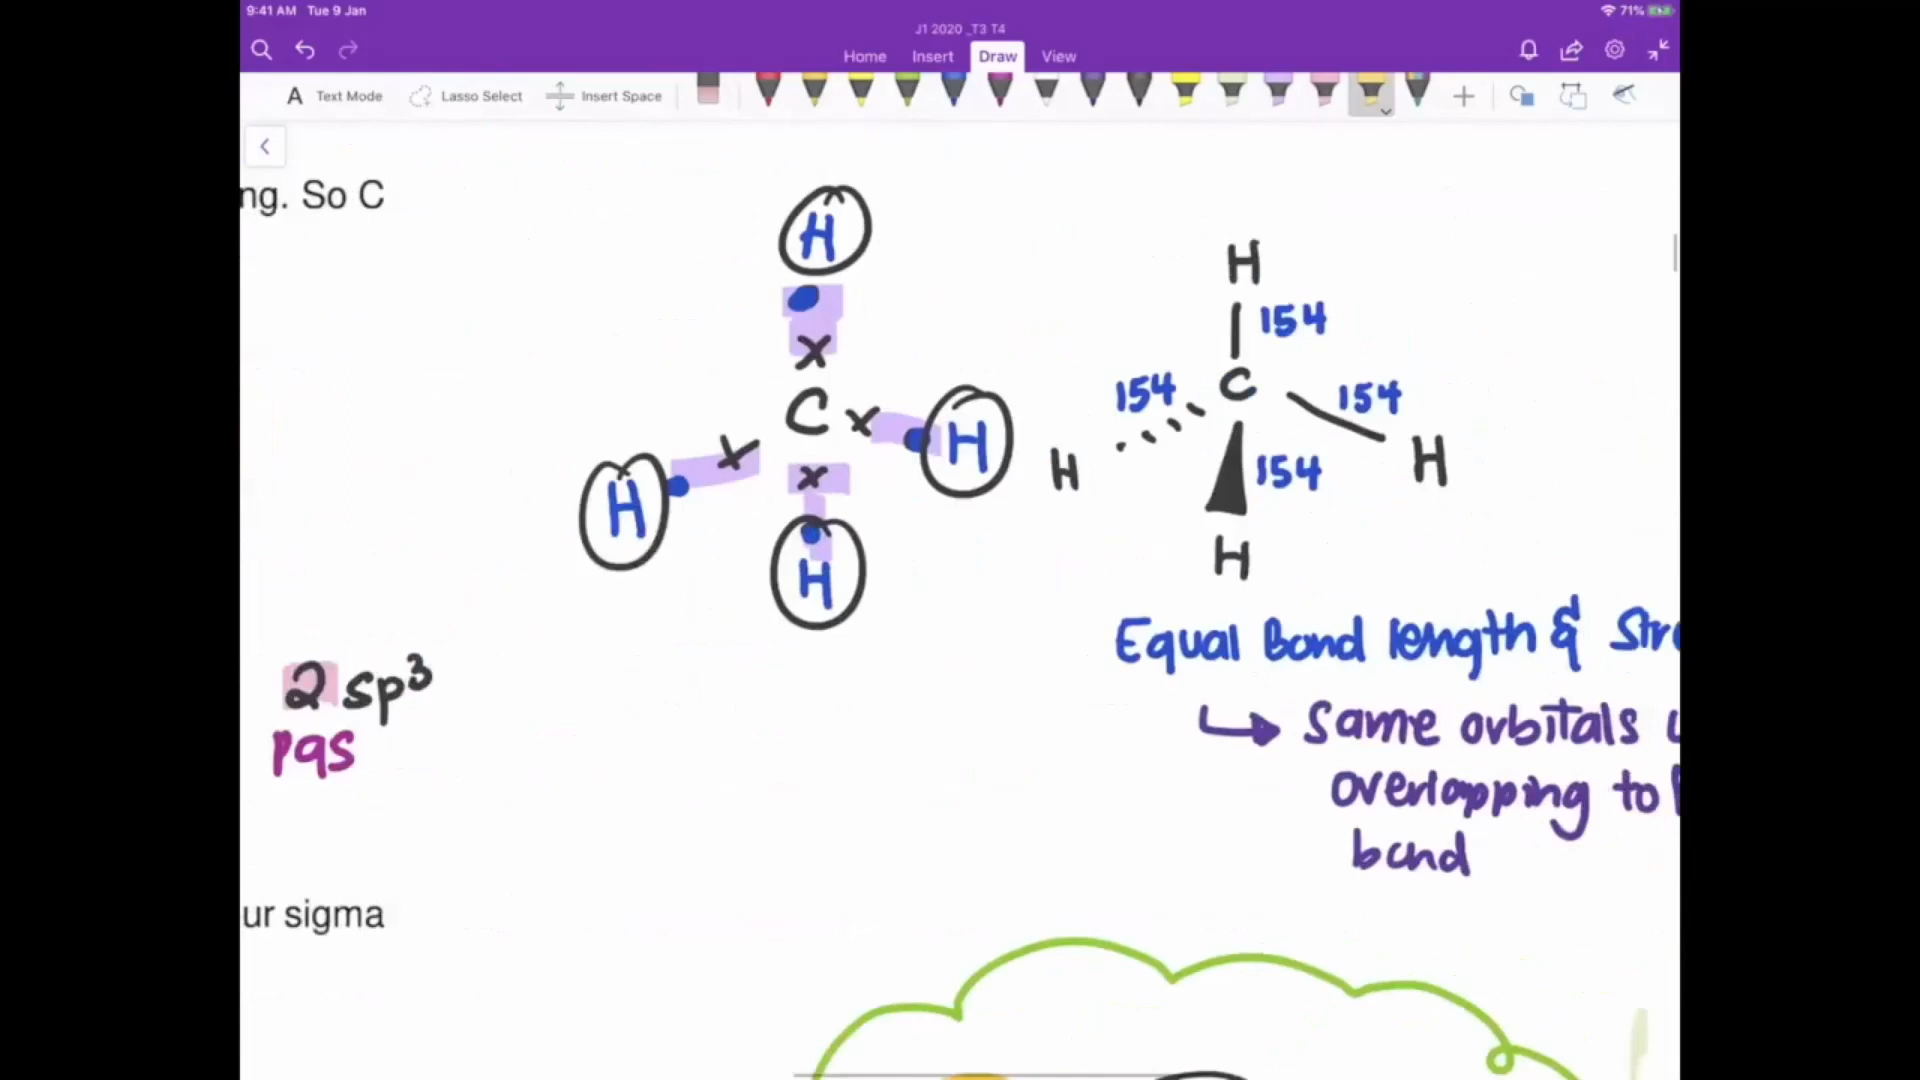 9:41 AM Tue 9 Jan
71%
J1 2020 _T3 T4
Home Insert Draw View
A Text Mode Lasso Select Insert Space
ng. So C
H
x
C x H
H x
x
H
H
154
C
154 154
H 154 H
H
Equal Bond length & Stre
↳ Same orbitals
overlapping to
bond
2sp³
PQS
ur sigma